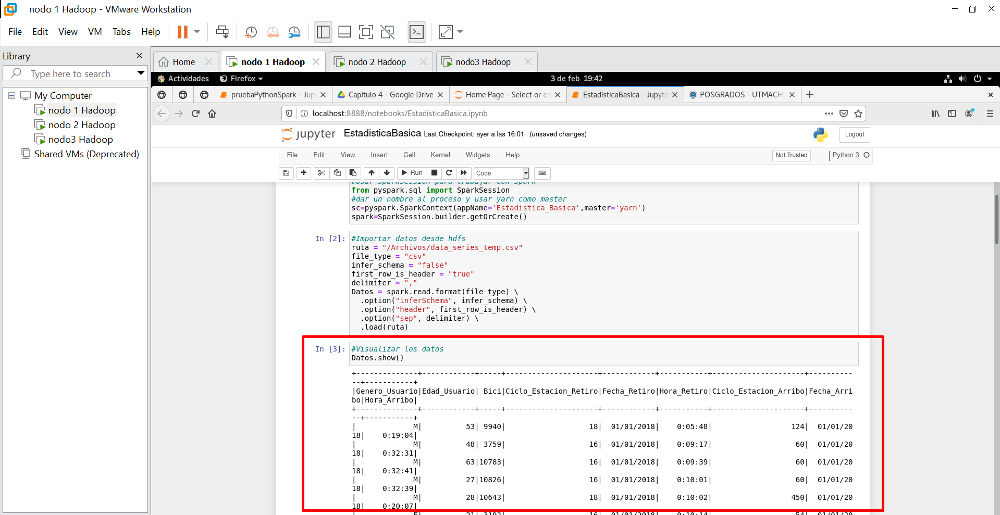 nodo 1 Hadoop - VMware Workstation
File Edit View VM Tabs Help
Library
Type here to search
My Computer
nodo 1 Hadoop
nodo 2 Hadoop
nodo3 Hadoop
Shared VMs (Deprecated)
Home nodo 1 Hadoop nodo 2 Hadoop nodo3 Hadoop
Actividades Firefox 3 de feb 19:42
pruebaPythonSpark - Jup Capitulo 4 - Google Drive Home Page - Select or cr EstadisticaBasica - Jupyte POSGRADOS - UTMACH
localhost:8888/notebooks/EstadisticaBasica.ipynb
jupyter EstadisticaBasica Last Checkpoint: ayer a las 16:01 (unsaved changes) Logout
File Edit View Insert Cell Kernel Widgets Help Not Trusted Python 3
Run Code
#Usar SparkSession para trabajar con Spark
from pyspark.sql import SparkSession
#dar un nombre al proceso y usar yarn como master
sc=pyspark.SparkContext(appName='Estadistica_Basica',master='yarn')
spark=SparkSession.builder.getOrCreate()
In [2]: #Importar datos desde hdfs
ruta = "/Archivos/data_series_temp.csv"
file_type = "csv"
infer_schema = "false"
first_row_is_header = "true"
delimiter = ","
Datos = spark.read.format(file_type) \
.option("inferSchema", infer_schema) \
.option("header", first_row_is_header) \
.option("sep", delimiter) \
.load(ruta)
In [3]: #Visualizar los datos
Datos.show()
+--------------+------------+-----+---------------------+------------+-----------+---------------------+----------
--+-----------+
|Genero_Usuario|Edad_Usuario| Bici|Ciclo_Estacion_Retiro|Fecha_Retiro|Hora_Retiro|Ciclo_Estacion_Arribo|Fecha_Arri
bo|Hora_Arribo|
+--------------+------------+-----+---------------------+------------+-----------+---------------------+----------
--+-----------+
|             M|          53| 9940|                   18|  01/01/2018|    0:05:48|                  124|  01/01/20
18|    0:19:04|
|             M|          48| 3759|                   16|  01/01/2018|    0:09:17|                   60|  01/01/20
18|    0:32:31|
|             M|          63|10783|                   16|  01/01/2018|    0:09:39|                   60|  01/01/20
18|    0:32:41|
|             M|          27|10826|                   16|  01/01/2018|    0:10:01|                   60|  01/01/20
18|    0:32:39|
|             M|          28|10643|                   18|  01/01/2018|    0:10:02|                  450|  01/01/20
18|    0:20:07|